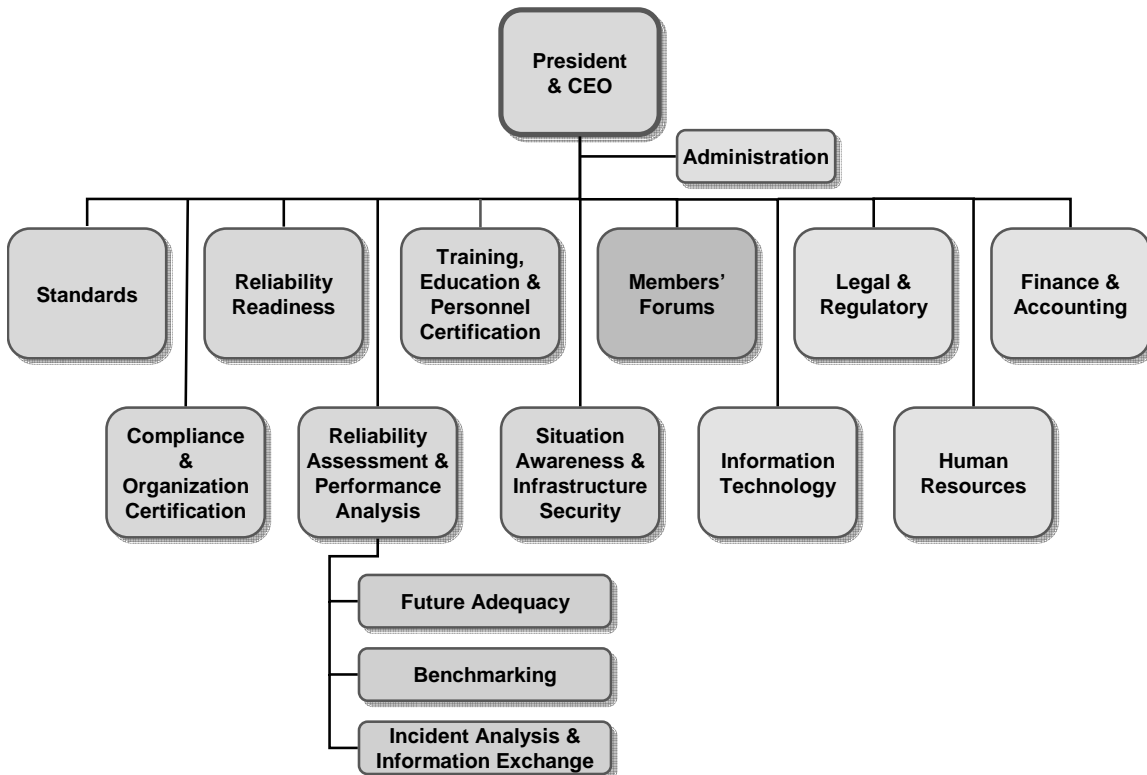 President
& CEO
Administration
Standards
Reliability
Readiness
Training,
Education &
Personnel
Certification
Members’
Forums
Legal &
Regulatory
Finance &
Accounting
Compliance
&
Organization
Certification
Reliability
Assessment &
Performance
Analysis
Situation
Awareness &
Infrastructure
Security
Information
Technology
Human
Resources
Future Adequacy
Benchmarking
Incident Analysis &
Information Exchange